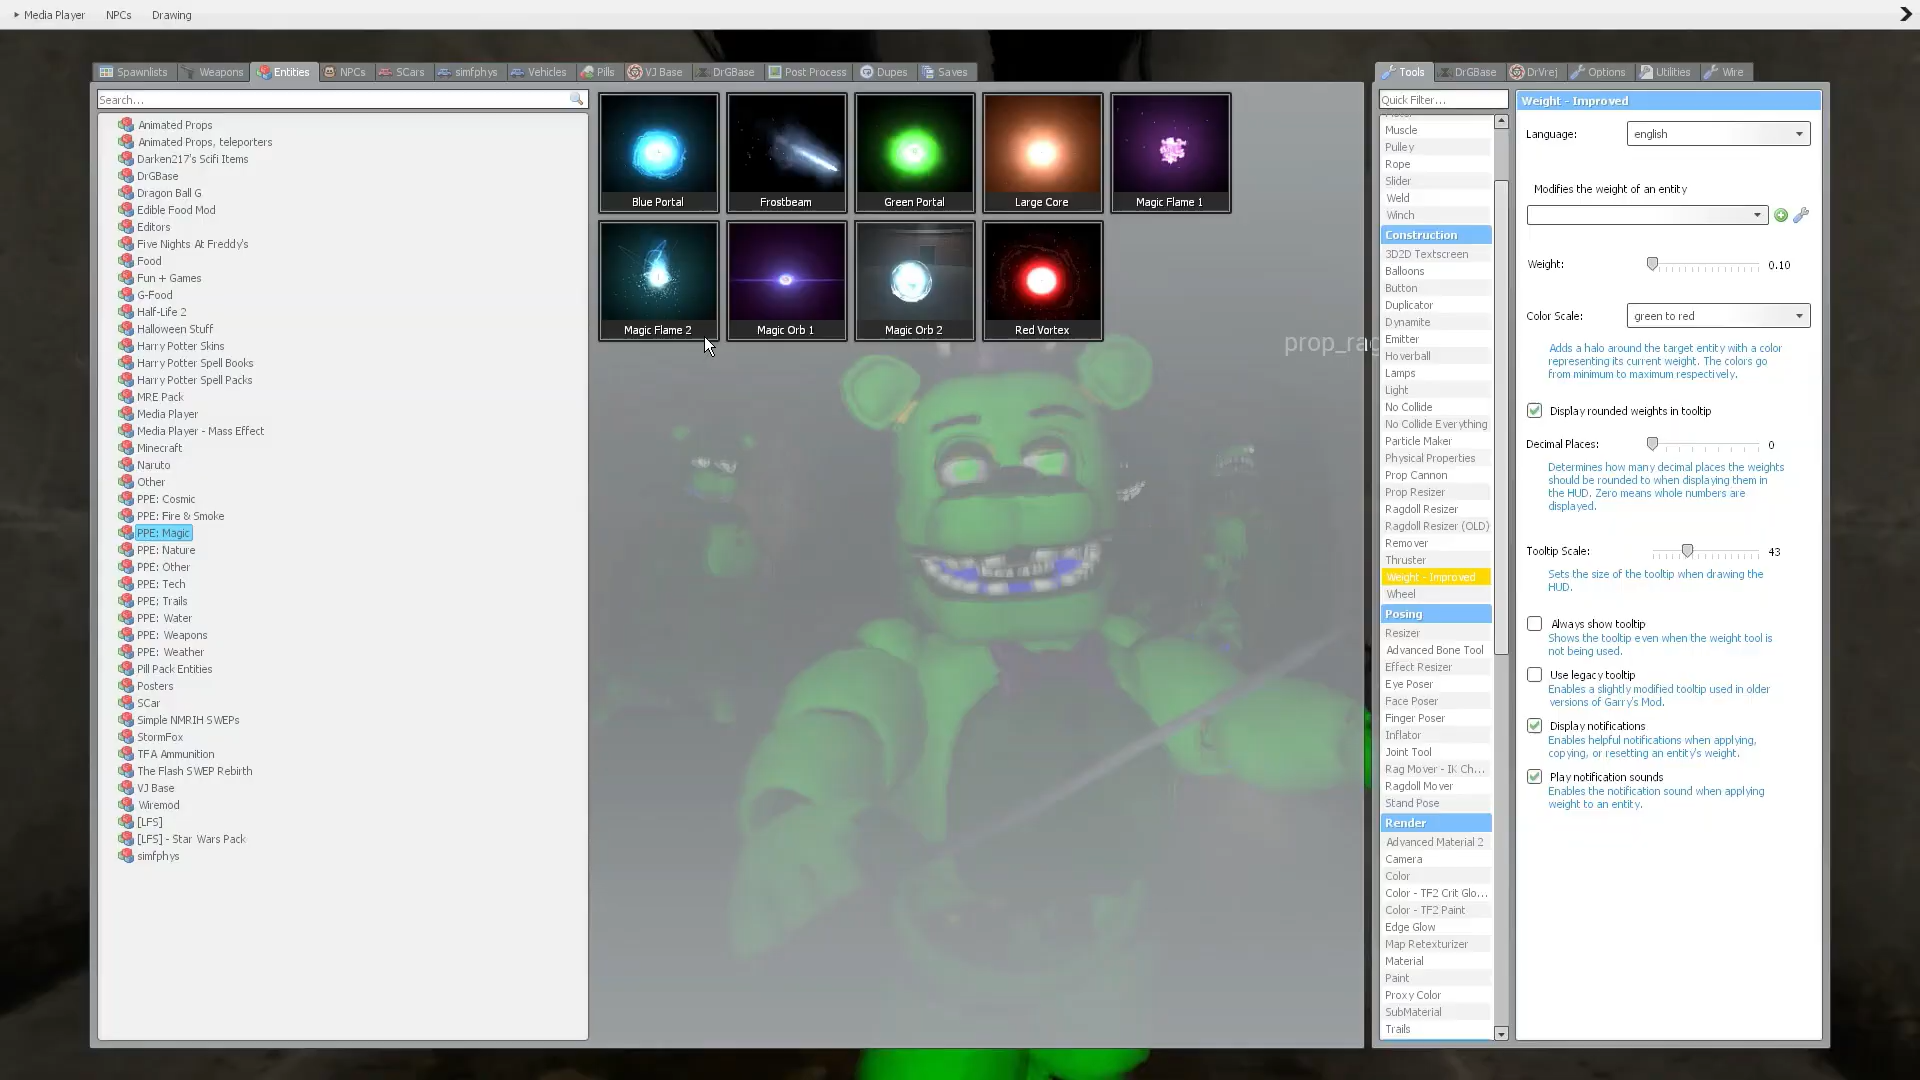 Media Player
NPCs
Drawing
Spawnlists
Weapons
Entities
NPCs
SCars
simfphys
Vehicles
Pills
VJ Base
DrGBase
Post Process
Dupes
Saves
Search...
Animated Props
Animated Props, teleporters
Darken217's Scifi Items
DrGBase
Dragon Ball G
Edible Food Mod
Editors
Five Nights At Freddy's
Food
Fun + Games
G-Food
Half-Life 2
Halloween Stuff
Harry Potter Skins
Harry Potter Spell Books
Harry Potter Spell Packs
MRE Pack
Media Player
Media Player - Mass Effect
Minecraft
Naruto
Other
PPE: Cosmic
PPE: Fire & Smoke
PPE: Magic
PPE: Nature
PPE: Other
PPE: Tech
PPE: Trails
PPE: Water
PPE: Weapons
PPE: Weather
Pill Pack Entities
Posters
SCar
Simple NMRIH SWEPs
StormFox
TFA Ammunition
The Flash SWEP Rebirth
VJ Base
Wiremod
[LFS]
[LFS] - Star Wars Pack
simfphys
Blue Portal
Frostbeam
Green Portal
Large Core
Magic Flame 1
Magic Flame 2
Magic Orb 1
Magic Orb 2
Red Vortex
prop_rag
Tools
DrGBase
DrVrej
Options
Utilities
Wire
Quick Filter...
Muscle
Pulley
Rope
Slider
Weld
Winch
Construction
3D2D Textscreen
Balloons
Button
Duplicator
Dynamite
Emitter
Hoverball
Lamps
Light
No Collide
No Collide Everything
Particle Maker
Physical Properties
Prop Cannon
Prop Resizer
Ragdoll Resizer
Ragdoll Resizer (OLD)
Remover
Thruster
Weight - Improved
Wheel
Posing
Resizer
Advanced Bone Tool
Effect Resizer
Eye Poser
Face Poser
Finger Poser
Inflator
Joint Tool
Rag Mover - IK Ch...
Ragdoll Mover
Stand Pose
Render
Advanced Material 2
Camera
Color
Color - TF2 Crit Glo...
Color - TF2 Paint
Edge Glow
Map Retexturizer
Material
Paint
Proxy Color
SubMaterial
Trails
Weight - Improved
Language:
english
Modifies the weight of an entity
Weight:
0.10
Color Scale:
green to red
Adds a halo around the target entity with a color
representing its current weight. The colors go
from minimum to maximum respectively.
Display rounded weights in tooltip
Decimal Places:
0
Determines how many decimal places the weights
should be rounded to when displaying them in
the HUD. Zero means whole numbers are
displayed.
Tooltip Scale:
43
Sets the size of the tooltip when drawing the
HUD.
Always show tooltip
Shows the tooltip even when the weight tool is
not being used.
Use legacy tooltip
Enables a slightly modified tooltip used in older
versions of Garry's Mod.
Display notifications
Enables helpful notifications when applying,
copying, or resetting an entity's weight.
Play notification sounds
Enables the notification sound when applying
weight to an entity.